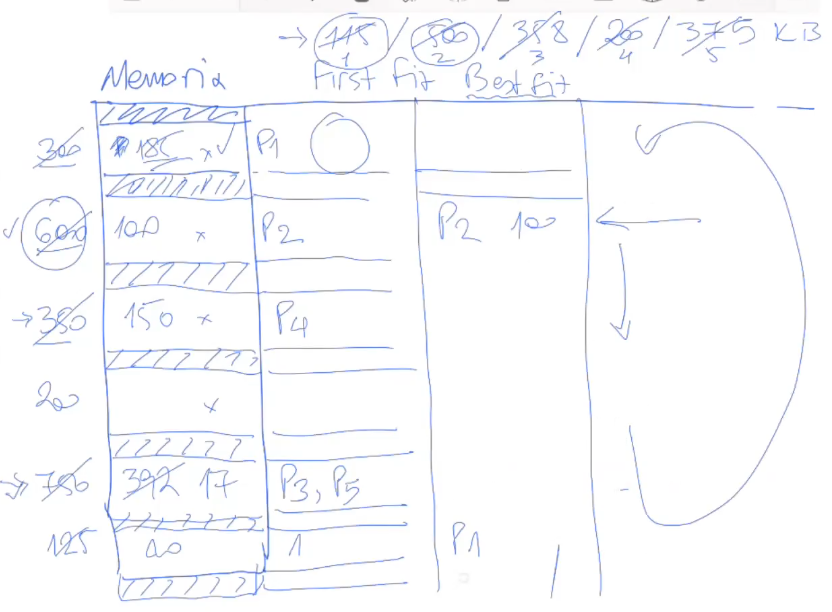 → 115 / 500 / 358 / 200 / 375 KB
1 2 3 4 5
Memoria First Fit Best fit
300 185 x ✓ P1
✓ 600 100 x P2 P2 100
→ 350 150 x P4
200 x
→ 750 392 17 P3, P5
125 10 1 P1